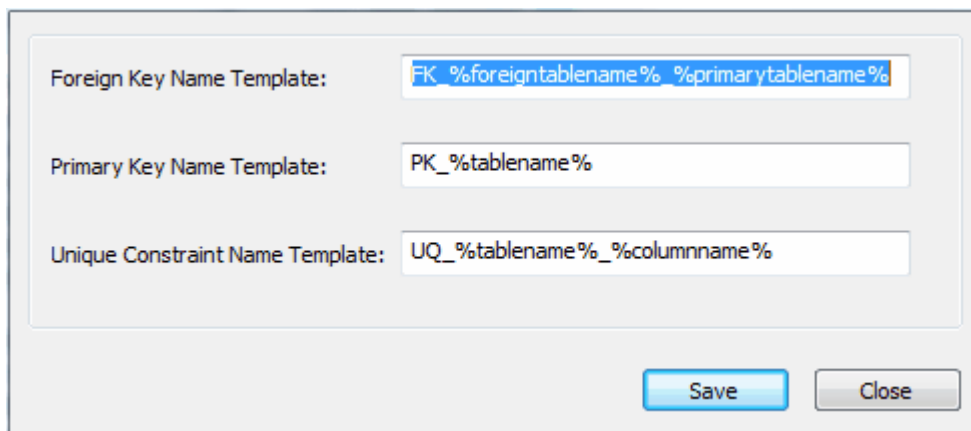 Foreign Key Name Template: FK_%foreigntablename%_%primarytablename%
Primary Key Name Template: PK_%tablename%
Unique Constraint Name Template: UQ_%tablename%_%columnname%
Save Close